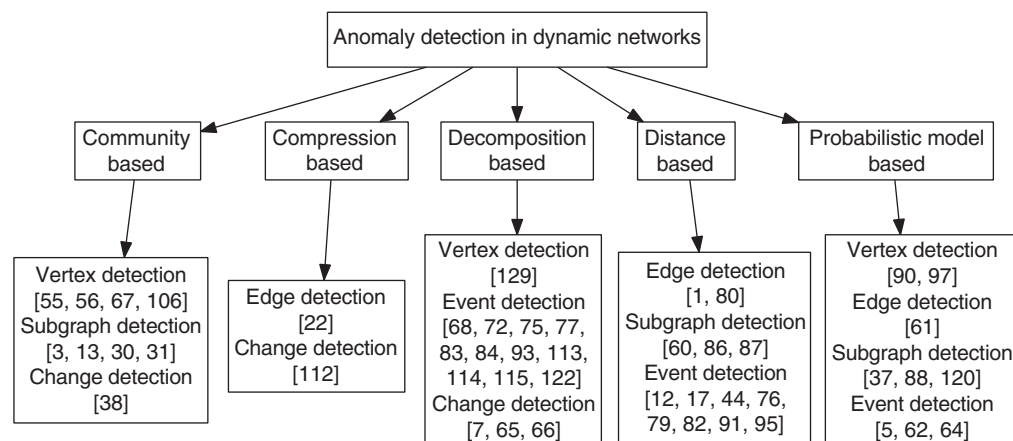 Anomaly detection in dynamic networks
Community
based
Compression
based
Decomposition
based
Distance
based
Probabilistic model
based
Vertex detection
[55, 56, 67, 106]
Subgraph detection
[3, 13, 30, 31]
Change detection
[38]
Edge detection
[22]
Change detection
[112]
Vertex detection
[129]
Event detection
[68, 72, 75, 77,
83, 84, 93, 113,
114, 115, 122]
Change detection
[7, 65, 66]
Edge detection
[1, 80]
Subgraph detection
[60, 86, 87]
Event detection
[12, 17, 44, 76,
79, 82, 91, 95]
Vertex detection
[90, 97]
Edge detection
[61]
Subgraph detection
[37, 88, 120]
Event detection
[5, 62, 64]